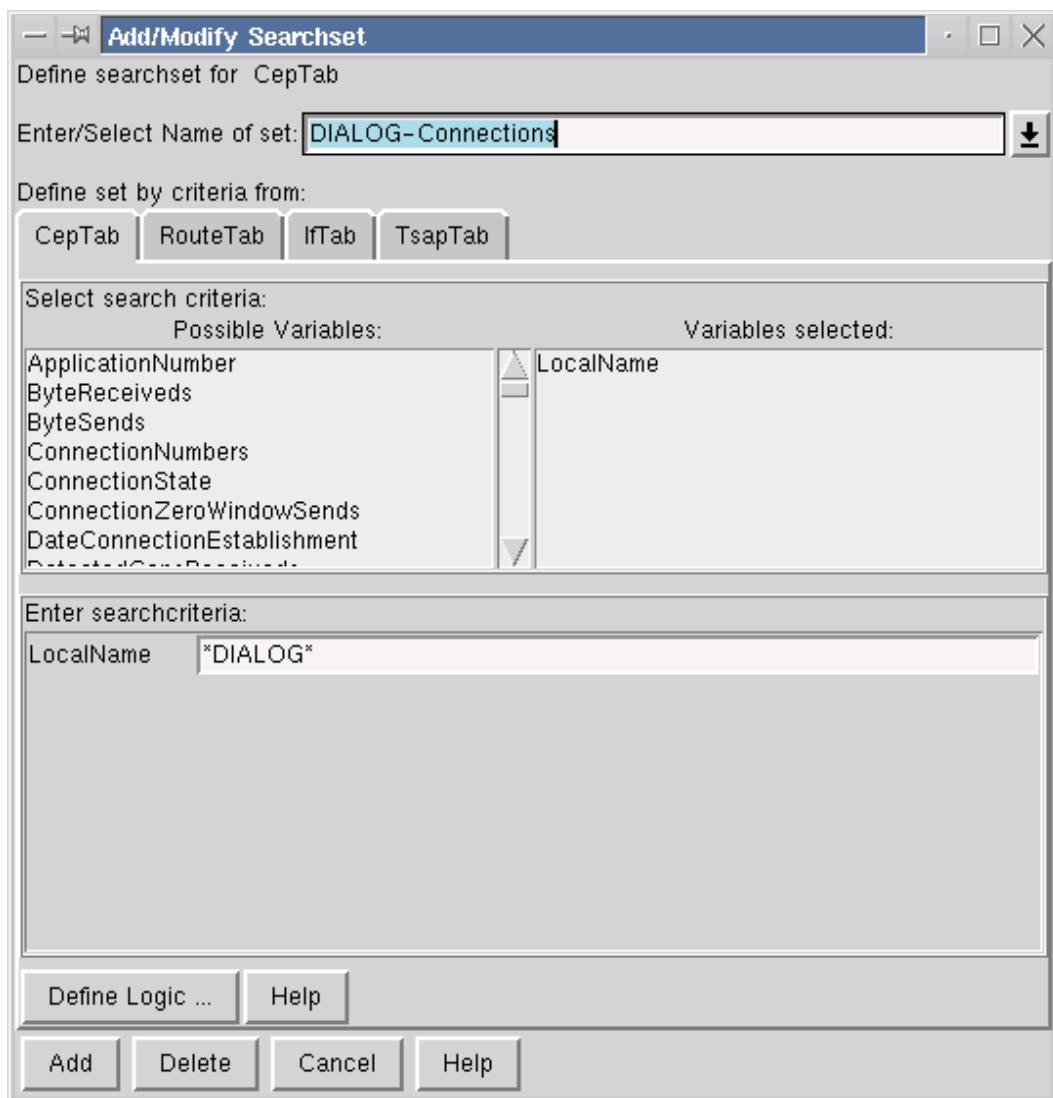 Add/Modify Searchset
Define searchset for CepTab
Enter/Select Name of set: DIALOG-Connections
Define set by criteria from:
CepTab RouteTab IfTab TsapTab
Select search criteria:
Possible Variables: Variables selected:
ApplicationNumber LocalName
ByteReceiveds
ByteSends
ConnectionNumbers
ConnectionState
ConnectionZeroWindowSends
DateConnectionEstablishment
Enter searchcriteria:
LocalName *DIALOG*
Define Logic ... Help
Add Delete Cancel Help